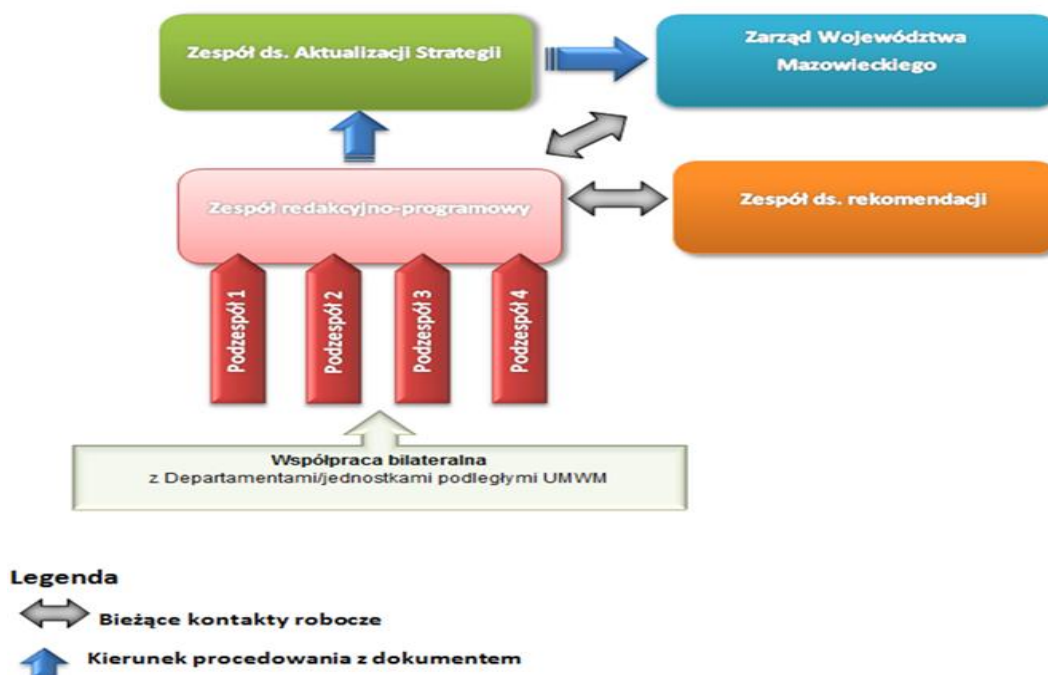 Zespół ds. Aktualizacji Strategii
Zarząd Województwa
Mazowieckiego
Zespół redakcyjno-programowy
Zespół ds. rekomendacji
Podzespół 1
Podzespół 2
Podzespół 3
Podzespół 4
Współpraca bilateralna
z Departamentami/jednostkami podległymi UMWM
Legenda
Bieżące kontakty robocze
Kierunek procedowania z dokumentem